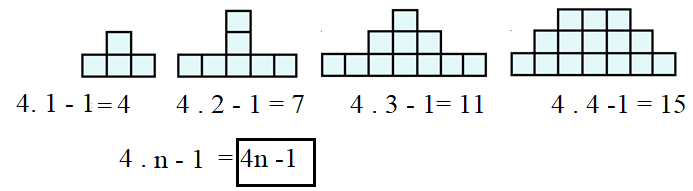 4. 1 - 1= 4 4 . 2 - 1 = 7 4 . 3 - 1= 11 4 . 4 -1 = 15
4 . n - 1 = 4n -1